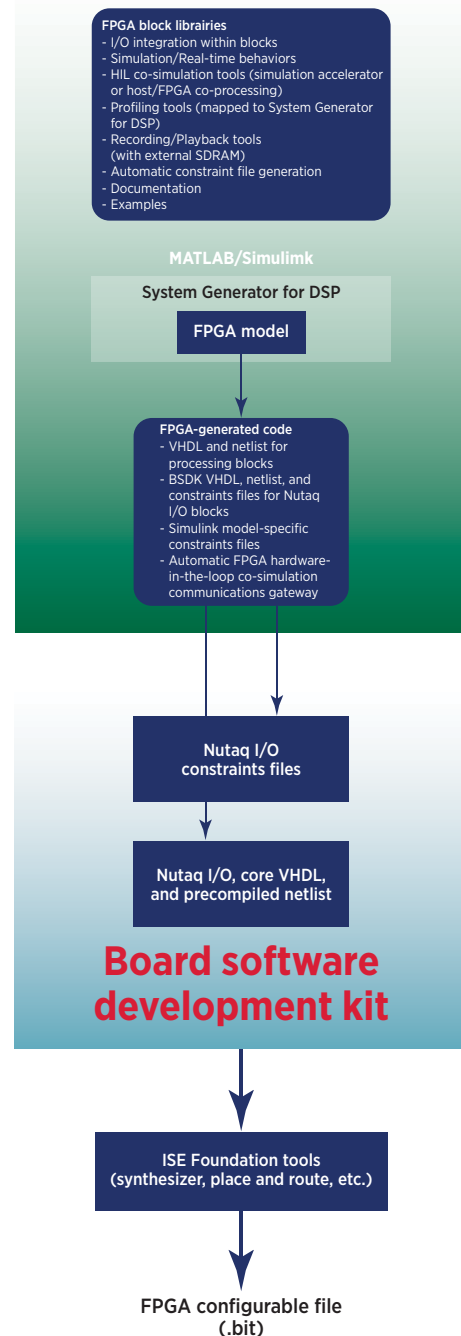 FPGA block librairies
- I/O integration within blocks
- Simulation/Real-time behaviors
- HIL co-simulation tools (simulation accelerator
or host/FPGA co-processing)
- Profiling tools (mapped to System Generator
for DSP)
- Recording/Playback tools
(with external SDRAM)
- Automatic constraint file generation
- Documentation
- Examples
MATLAB/Simulimk
System Generator for DSP
FPGA model
FPGA-generated code
- VHDL and netlist for
processing blocks
- BSDK VHDL, netlist, and
constraints files for Nutaq
I/O blocks
- Simulink model-specific
constraints files
- Automatic FPGA hardware-
in-the-loop co-simulation
communications gateway
Nutaq I/O
constraints files
Nutaq I/O, core VHDL,
and precompiled netlist
Board software
development kit
ISE Foundation tools
(synthesizer, place and route, etc.)
FPGA configurable file
(.bit)